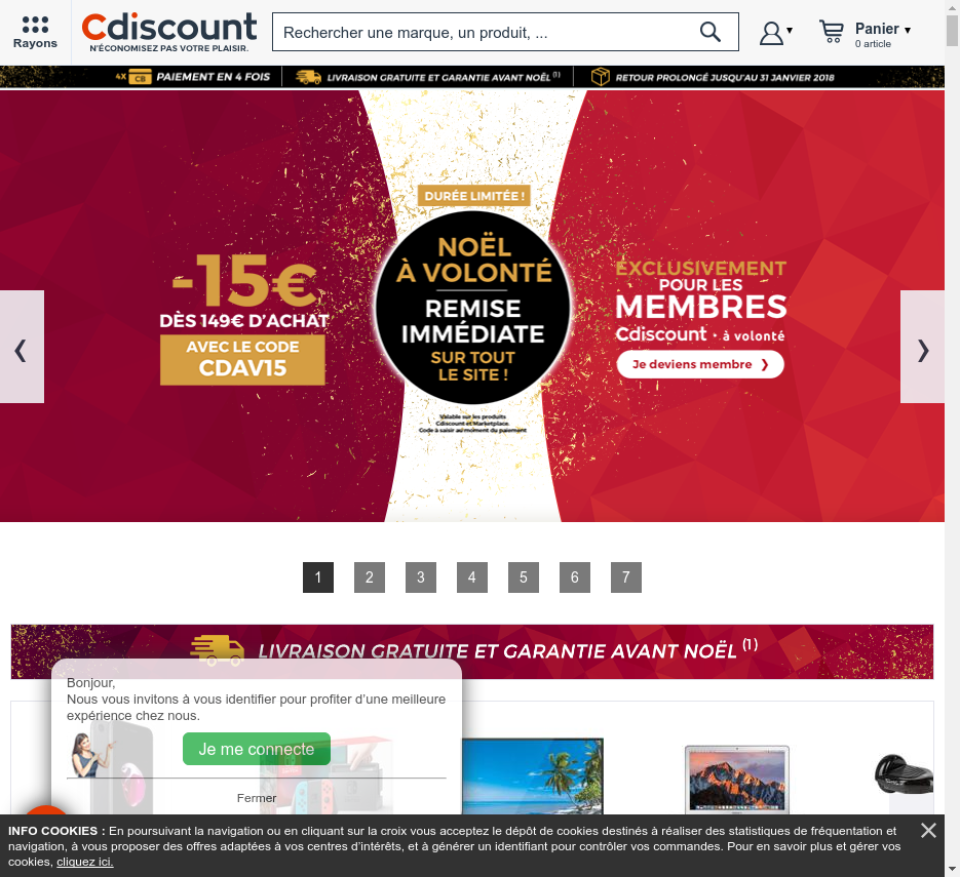 Rayons
Cdiscount
N'ÉCONOMISEZ PAS VOTRE PLAISIR.
Rechercher une marque, un produit, ...
Panier
0 article
4X CB PAIEMENT EN 4 FOIS
LIVRAISON GRATUITE ET GARANTIE AVANT NOËL (1)
RETOUR PROLONGÉ JUSQU'AU 31 JANVIER 2018
DURÉE LIMITÉE !
NOËL
À VOLONTÉ
REMISE
IMMÉDIATE
SUR TOUT
LE SITE !
Valable sur les produits
Cdiscount et Marketplace.
Code à saisir au moment du paiement
-15€
DÈS 149€ D'ACHAT
AVEC LE CODE
CDAV15
EXCLUSIVEMENT
POUR LES
MEMBRES
Cdiscount • à volonté
Je deviens membre ❯
1 2 3 4 5 6 7
LIVRAISON GRATUITE ET GARANTIE AVANT NOËL (1)
Bonjour,
Nous vous invitons à vous identifier pour profiter d'une meilleure
expérience chez nous.
Je me connecte
Fermer
INFO COOKIES : En poursuivant la navigation ou en cliquant sur la croix vous acceptez le dépôt de cookies destinés à réaliser des statistiques de fréquentation et
navigation, à vous proposer des offres adaptées à vos centres d'intérêts, et à générer un identifiant pour contrôler vos commandes. Pour en savoir plus et gérer vos
cookies, cliquez ici.